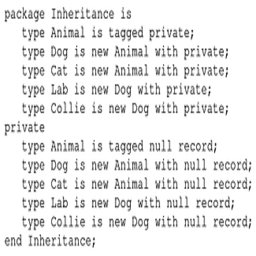 package Inheritance is
   type Animal is tagged private;
   type Dog is new Animal with private;
   type Cat is new Animal with private;
   type Lab is new Dog with private;
   type Collie is new Dog with private;
private
   type Animal is tagged null record;
   type Dog is new Animal with null record;
   type Cat is new Animal with null record;
   type Lab is new Dog with null record;
   type Collie is new Dog with null record;
end Inheritance;